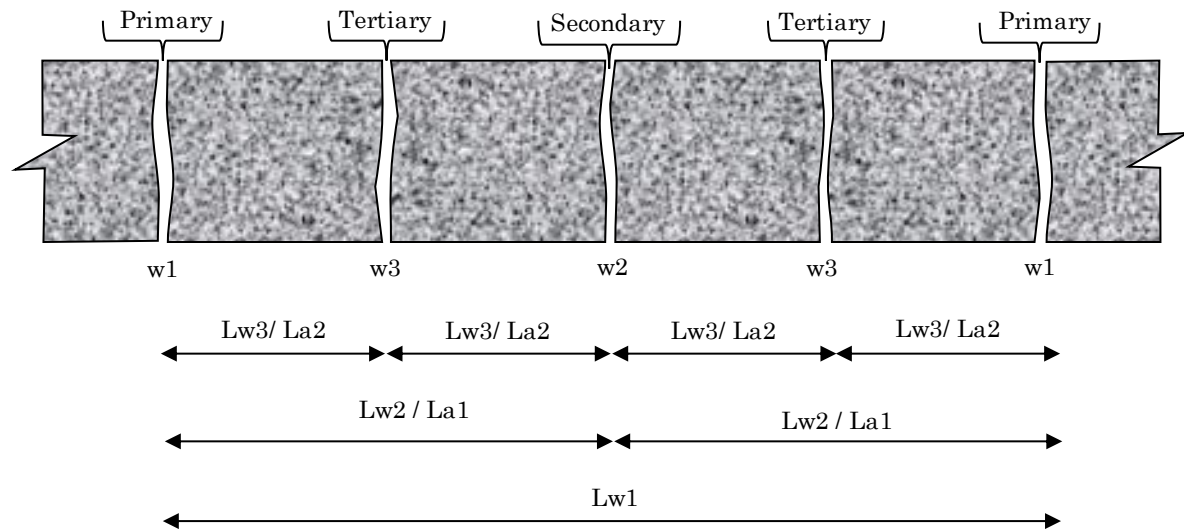 Primary Tertiary Secondary Tertiary Primary
w1 w3 w2 w3 w1
Lw3/ La2 Lw3/ La2 Lw3/ La2 Lw3/ La2
Lw2 / La1 Lw2 / La1
Lw1